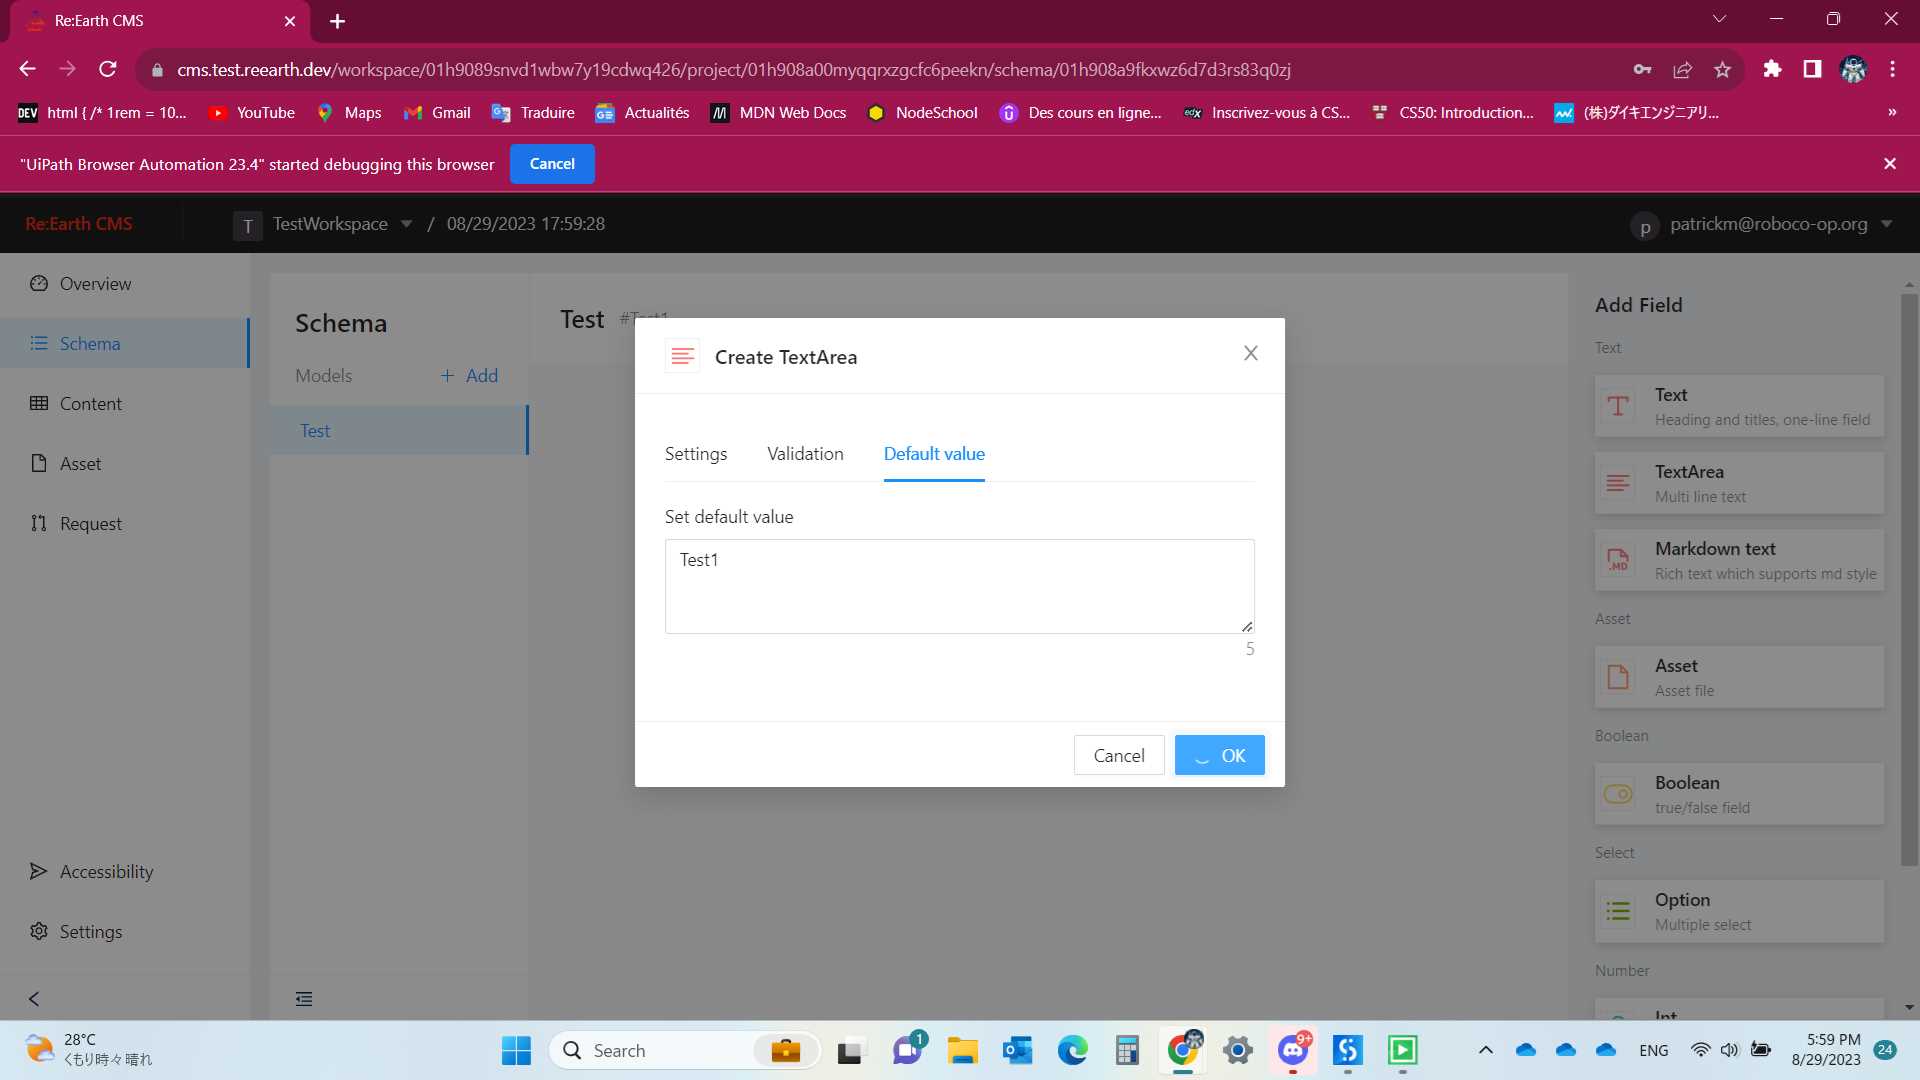 Re:Earth CMS
cms.test.reearth.dev/workspace/01h9089snvd1wbw7y19cdwq426/project/01h908a00myqqrxzgcfc6peekn/schema/01h908a9fkxwz6d7d3rs83q0zj
DEV html { /* 1rem = 10... YouTube Maps Gmail Traduire Actualités MDN Web Docs NodeSchool Des cours en ligne... edX Inscrivez-vous à CS... CS50: Introduction... (株)ダイキエンジニアリ... »
"UiPath Browser Automation 23.4" started debugging this browser Cancel
Re:Earth CMS T TestWorkspace / 08/29/2023 17:59:28 p patrickm@roboco-op.org
Overview
Schema
Content
Asset
Request
Accessibility
Settings
Schema
Models + Add
Test
Test #Test1
Create TextArea
Settings Validation Default value
Set default value
Test1
5
Cancel OK
Add Field
Text
Text
Heading and titles, one-line field
TextArea
Multi line text
Markdown text
.MD Rich text which supports md style
Asset
Asset
Asset file
Boolean
Boolean
true/false field
Select
Option
Multiple select
Number
Int
28°C
くもり時々晴れ
Search
1
9+
ENG
5:59 PM
8/29/2023
24